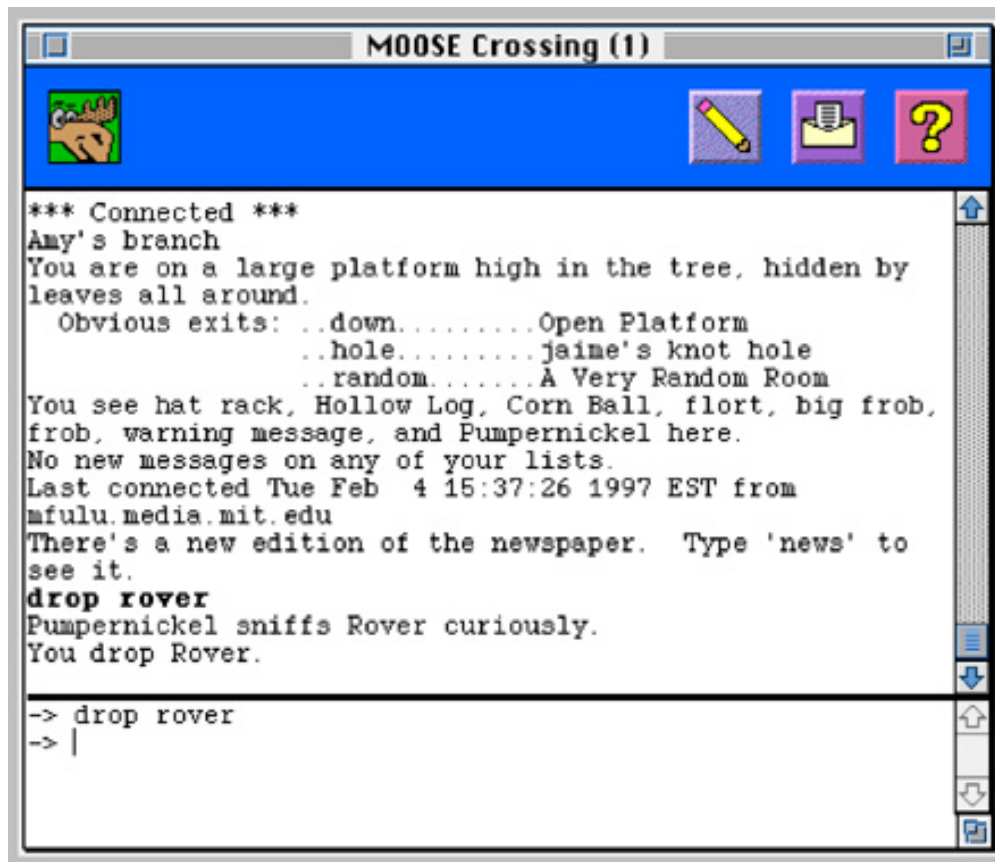 MOOSE Crossing (1)
*** Connected ***
Amy's branch
You are on a large platform high in the tree, hidden by
leaves all around.
  Obvious exits: ..down.........Open Platform
                 ..hole.........jaime's knot hole
                 ..random.......A Very Random Room
You see hat rack, Hollow Log, Corn Ball, flort, big frob,
frob, warning message, and Pumpernickel here.
No new messages on any of your lists.
Last connected Tue Feb  4 15:37:26 1997 EST from
mfulu.media.mit.edu
There's a new edition of the newspaper.  Type 'news' to
see it.
drop rover
Pumpernickel sniffs Rover curiously.
You drop Rover.
-> drop rover
->